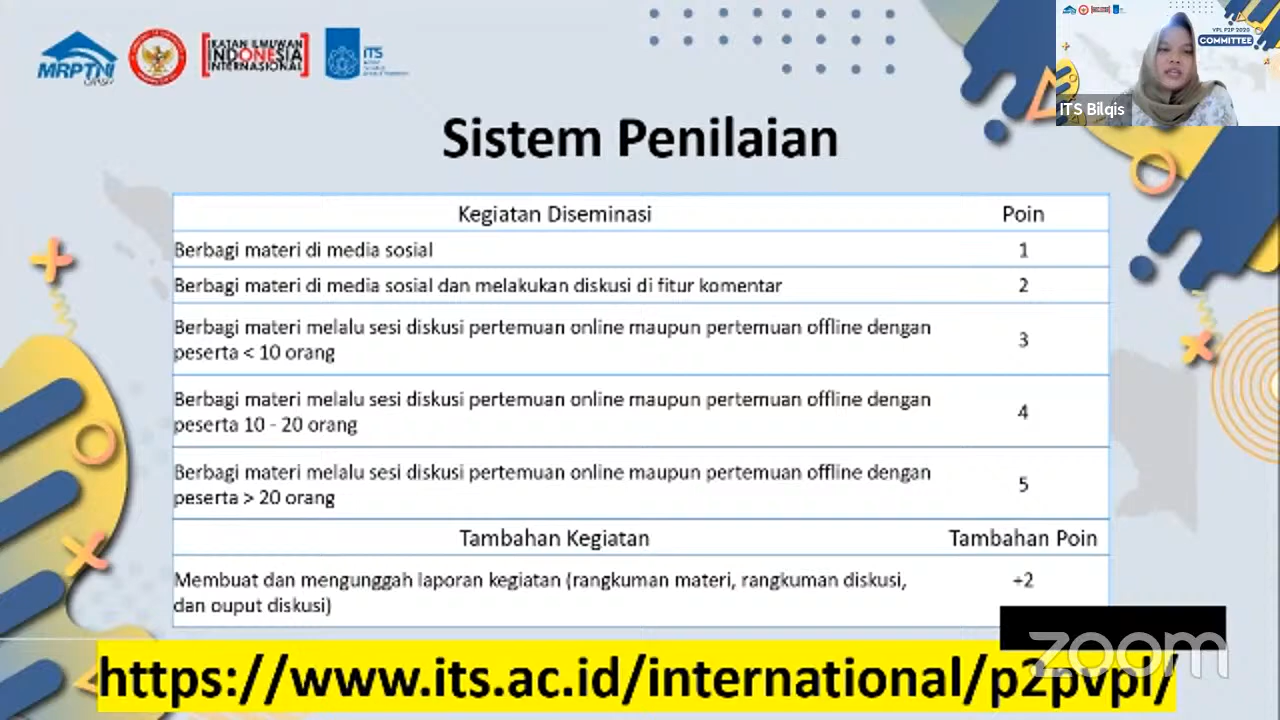 MRPTNI
IKATAN ILMUWAN
INDONESIA
INTERNASIONAL
ITS
VPL P2P 2020
COMMITTEE
ITS Bilqis
Sistem Penilaian
Kegiatan Diseminasi Poin
Berbagi materi di media sosial 1
Berbagi materi di media sosial dan melakukan diskusi di fitur komentar 2
Berbagi materi melalu sesi diskusi pertemuan online maupun pertemuan offline dengan
peserta < 10 orang 3
Berbagi materi melalu sesi diskusi pertemuan online maupun pertemuan offline dengan
peserta 10 - 20 orang 4
Berbagi materi melalu sesi diskusi pertemuan online maupun pertemuan offline dengan
peserta > 20 orang 5
Tambahan Kegiatan Tambahan Poin
Membuat dan mengunggah laporan kegiatan (rangkuman materi, rangkuman diskusi, +2
dan ouput diskusi)
zoom
https://www.its.ac.id/international/p2pvpl/